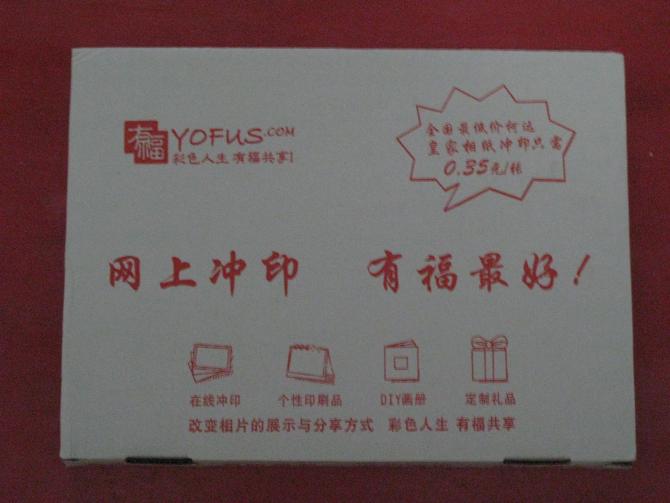 有福 YOFUS.COM
彩色人生 有福共享!
全国最低价柯达
皇家相纸冲印只需
0.35元/张
网上冲印 有福最好!
在线冲印 个性印刷品 DIY画册 定制礼品
改变相片的展示与分享方式 彩色人生 有福共享